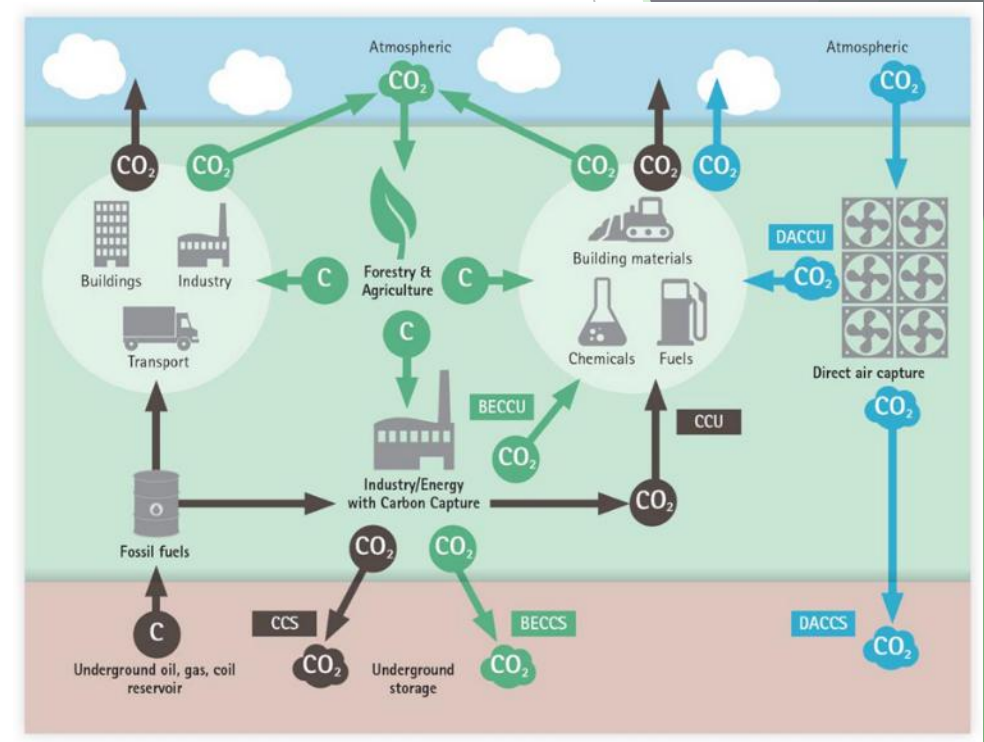 Atmospheric
CO₂
Atmospheric
CO₂
CO₂
CO₂
CO₂
CO₂
CO₂
Buildings
Industry
Transport
C
Forestry &
Agriculture
C
C
Building materials
Chemicals
Fuels
DACCU
CO₂
Direct air capture
CO₂
BECCU
CO₂
CCU
CO₂
Industry/Energy
with Carbon Capture
Fossil fuels
CO₂
CO₂
C
Underground oil, gas, coil
reservoir
CCS
CO₂
Underground
storage
BECCS
CO₂
DACCS
CO₂